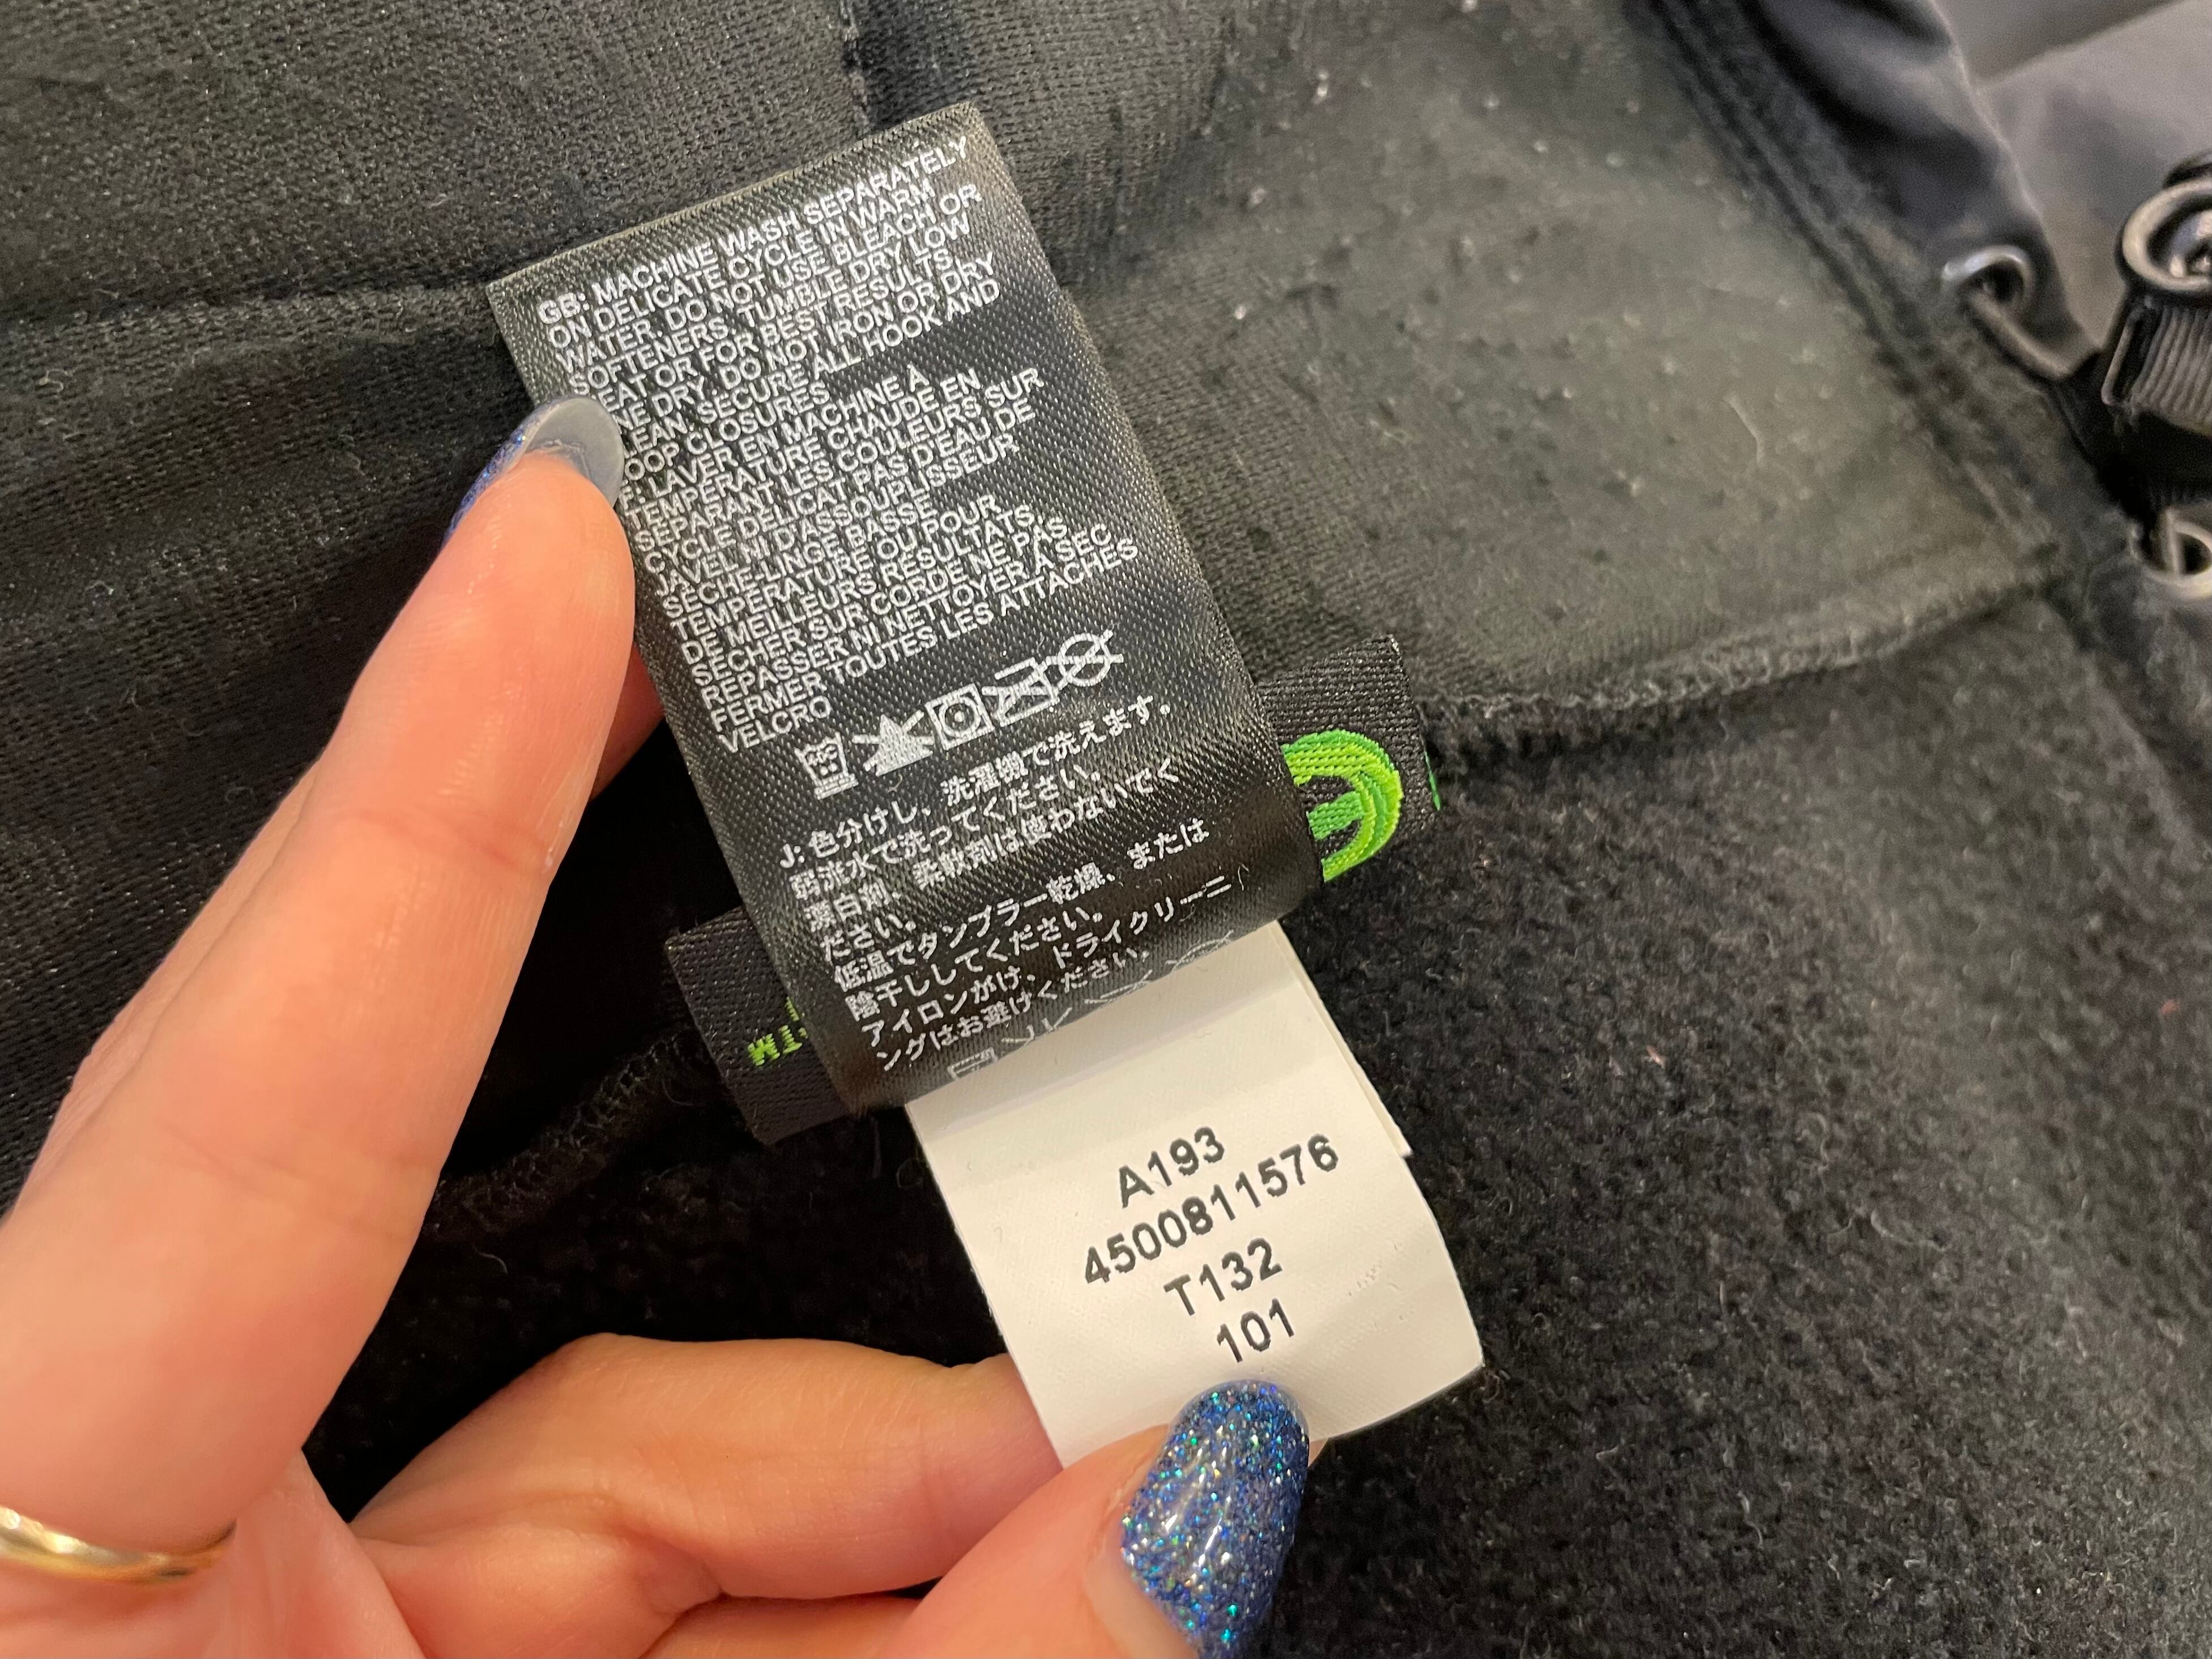 GB: MACHINE WASH SEPARATELY
ON DELICATE CYCLE IN WARM
WATER. DO NOT USE BLEACH OR
SOFTENERS. TUMBLE DRY LOW
EAT OR FOR BEST RESULTS,
NE DRY. DO NOT IRON OR DRY
LEAN. SECURE ALL HOOK AND
OOP CLOSURES
F: LAVER EN MACHINE A
TEMPÉRATURE CHAUDE EN
SEPARANT LES COULEURS SUR
CYCLE DELICAT PAS D'EAU DE
JAVEL NI D'ASSOUPLISSEUR
SÈCHE-LINGE BASSE
TEMPÉRATURE OU POUR
DE MEILLEURS RÉSULTATS,
SÉCHER SUR CORDE NE PAS
REPASSER NI NETTOYER À SEC
FERMER TOUTES LES ATTACHES
VELCRO
J: 色分けし、洗濯機で洗えます。
弱流水で洗ってください。
漂白剤、柔軟剤は使わないでく
ださい。
低温でタンブラー乾燥、または
陰干ししてください。
アイロンがけ、ドライクリーニ
ングはお避けください。
A193
4500811576
T132
101